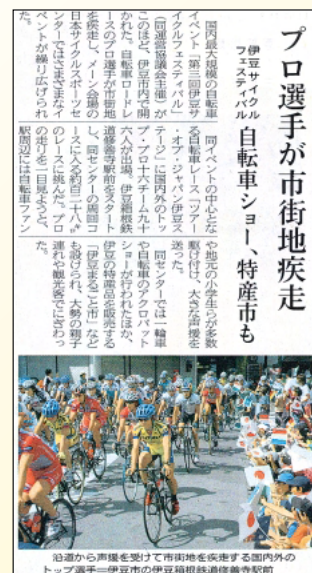 プロ選手が市街地疾走
伊豆サイクル
フェスティバル
自転車ショー、特産市も
国内最大規模の自転車
イベント「第三回伊豆サ
イクルフェスティバル」
（同運営協議会主催）が
このほど、伊豆市内で開
かれた。自転車ロードレ
ースのプロ選手が市街地
を疾走し、メーン会場の
日本サイクルスポーツセ
ンターではさまざまなイ
ベントが繰り広げられ
た。
同イベントの中心とな
る自転車レース「ツアー
・オブ・ジャパン伊豆ス
テージ」に国内外のトッ
プ・プロ十六チーム九十
六人が出場。伊豆箱根鉄
道修善寺駅前をスタート
し、同センターの周回コ
ースに入る約百二十八㌔
のレースに挑んだ。プロ
の走りを一目見ようと、
駅周辺には自転車ファン
や地元の小学生らが多数
駆け付け、大きな声援を
送った。
同センターでは一輪車
や自転車のアクロバット
ショーが行われたほか、
伊豆の特産品を販売する
「伊豆まるごと市」など
も設けられ、大勢の親子
連れや観光客でにぎわっ
た。
沿道から声援を受けて市街地を疾走する国内外の
トップ選手＝伊豆市の伊豆箱根鉄道修善寺駅前